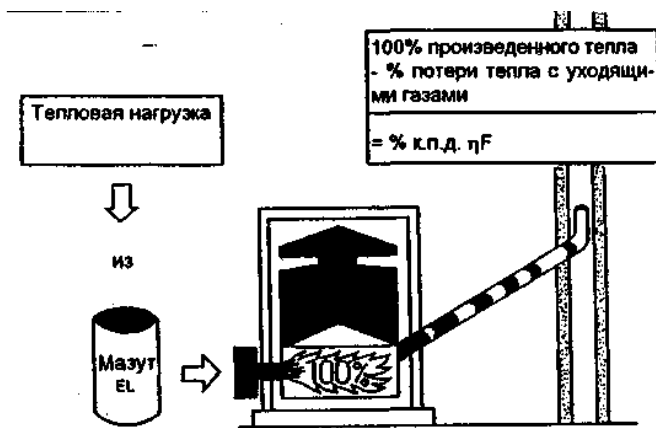 100% произведенного тепла
- % потери тепла с уходящи-
ми газами
= % к.п.д. ηF
Тепловая нагрузка
из
Мазут
EL
100%